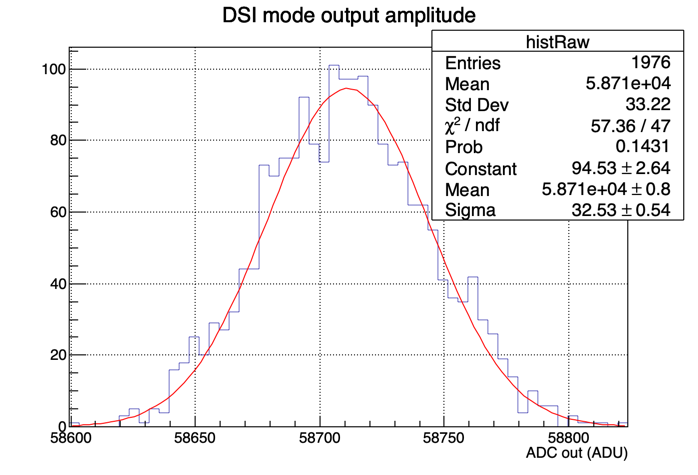 DSI mode output amplitude
histRaw
Entries 1976
Mean 5.871e+04
Std Dev 33.22
χ² / ndf 57.36 / 47
Prob 0.1431
Constant 94.53 ± 2.64
Mean 5.871e+04 ± 0.8
Sigma 32.53 ± 0.54
100
80
60
40
20
0
58600 58650 58700 58750 58800
ADC out (ADU)